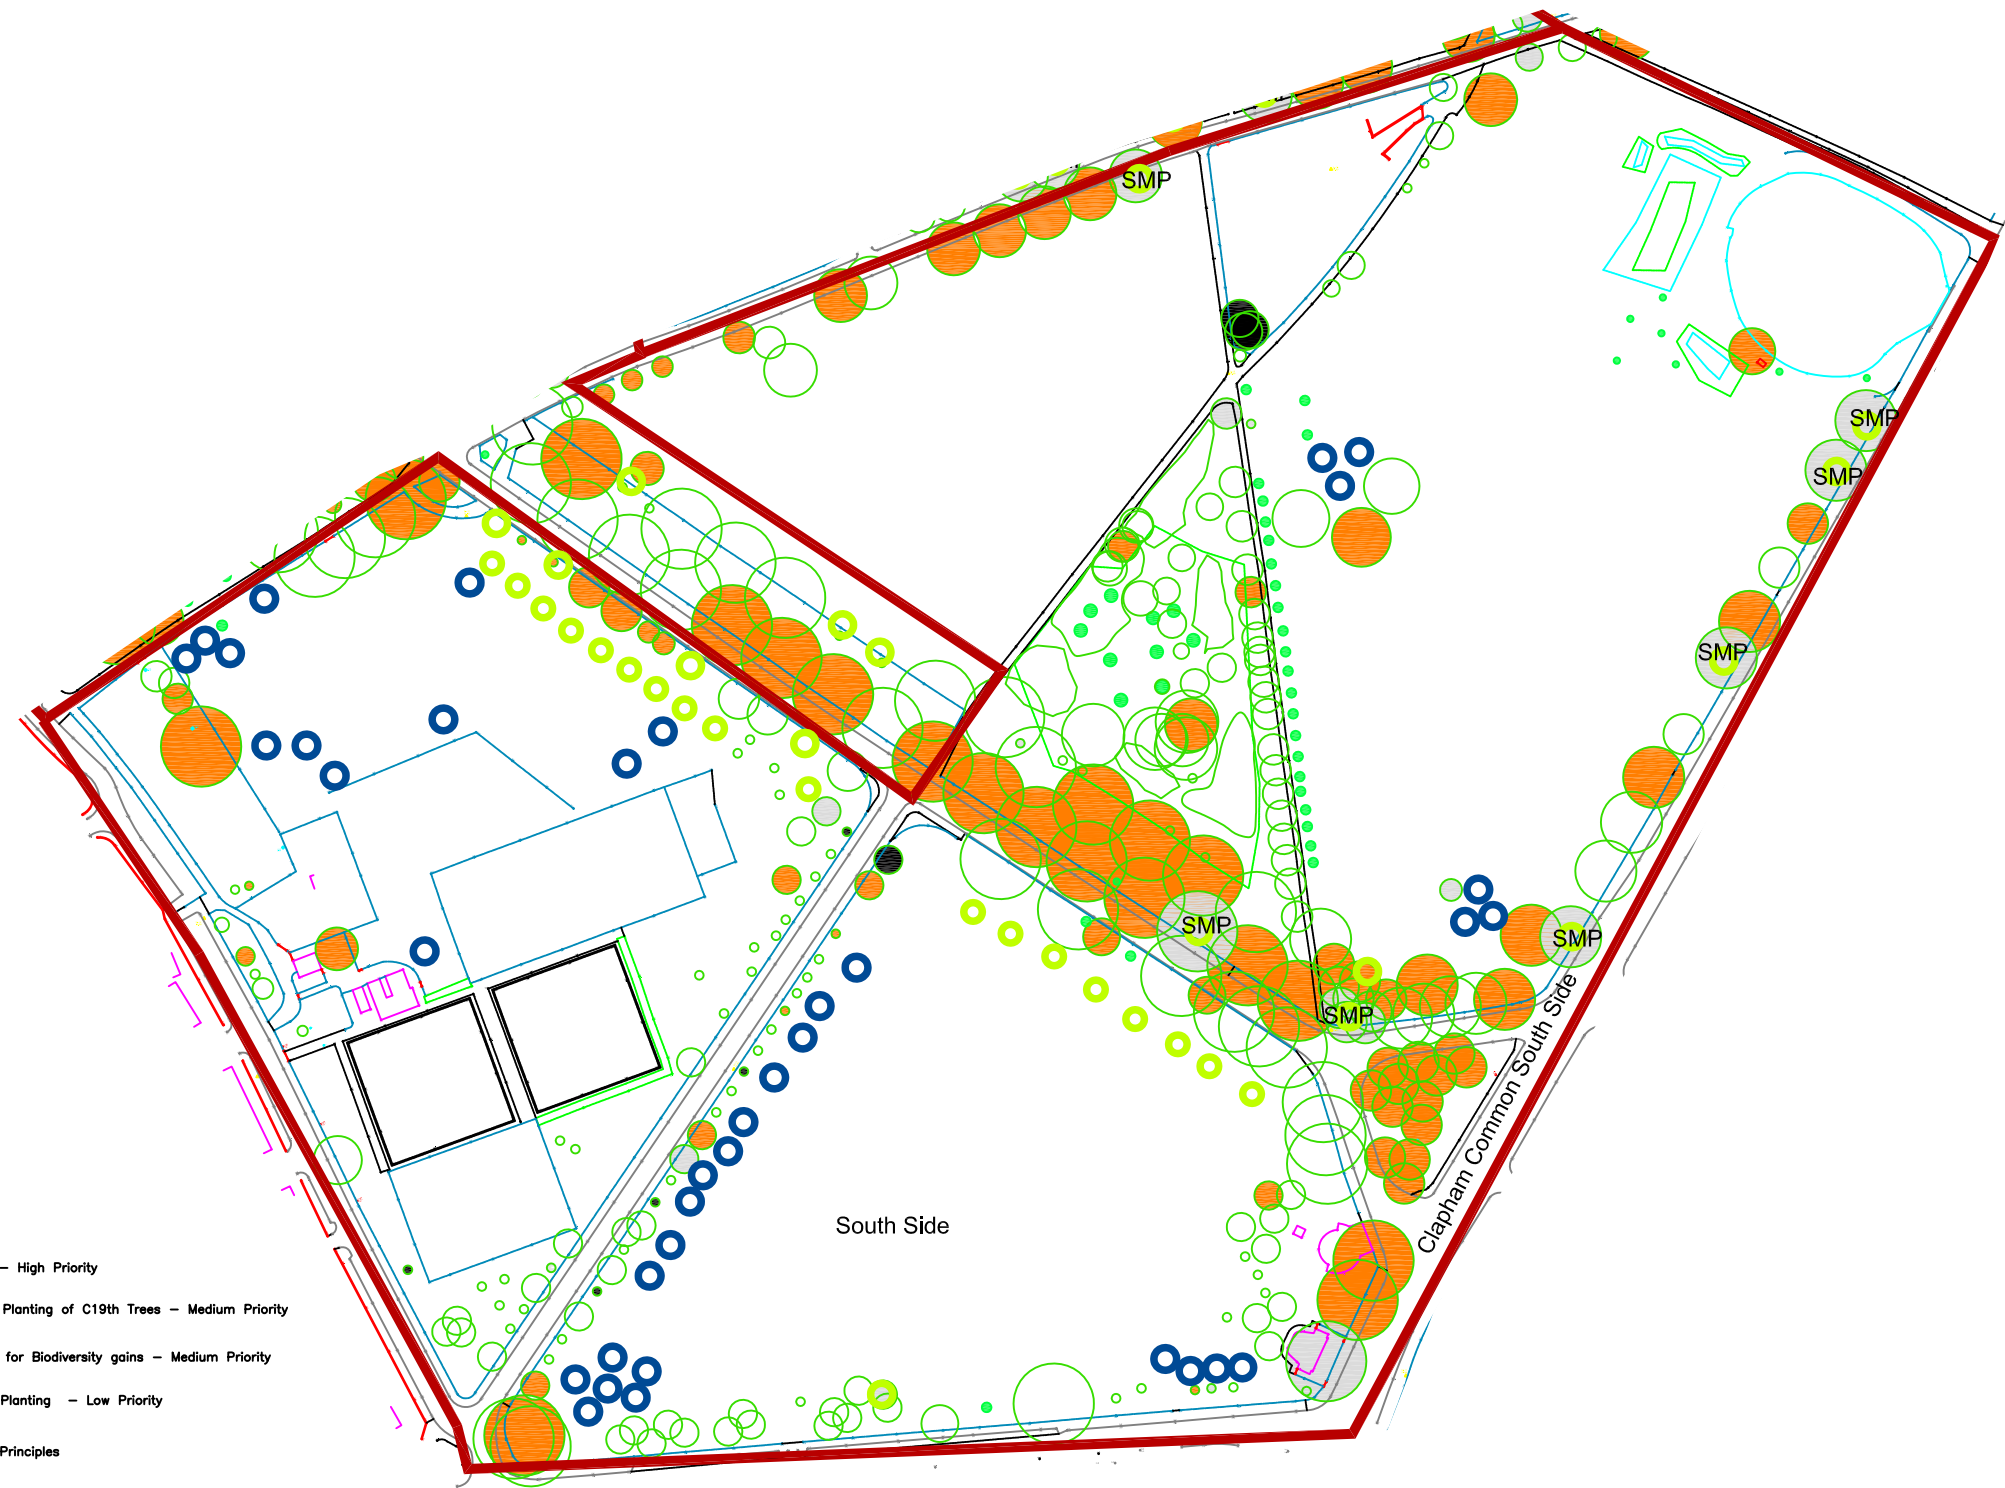 SMP
SMP
SMP
SMP
SMP
SMP
SMP
Clapham Common South Side
South Side
– High Priority
Planting of C19th Trees – Medium Priority
for Biodiversity gains – Medium Priority
Planting – Low Priority
Principles